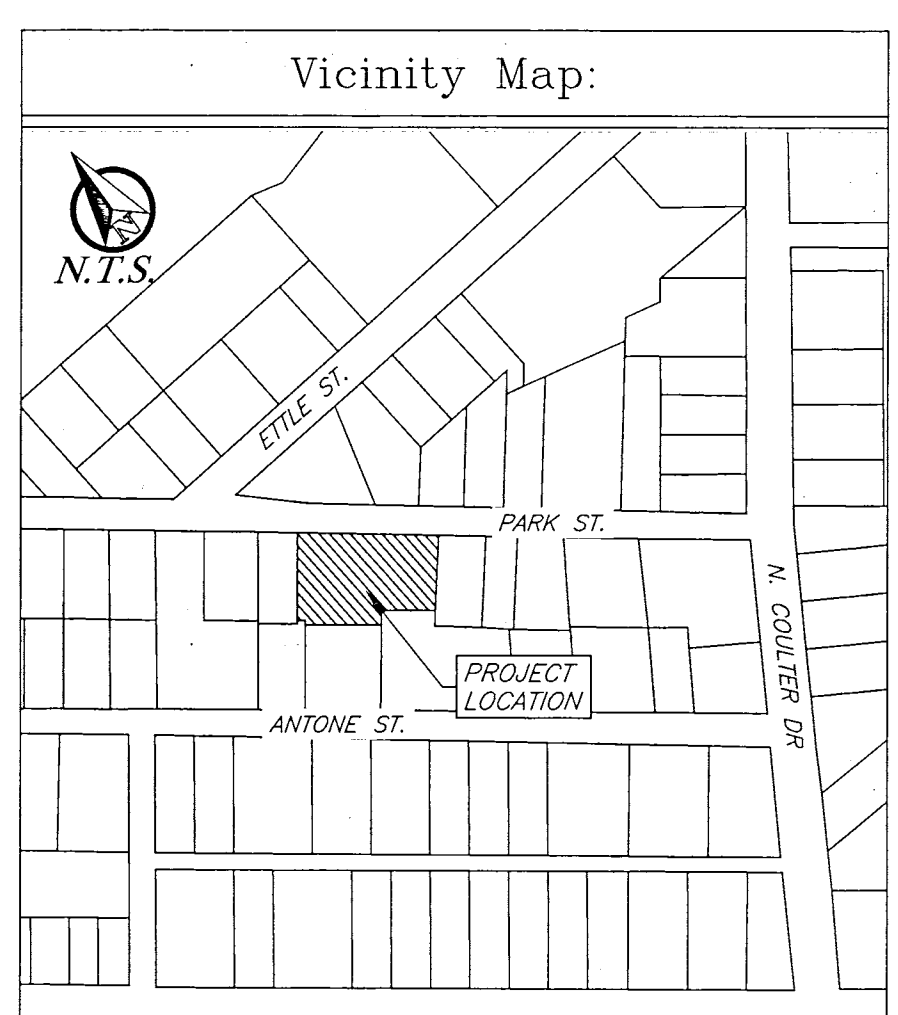 Vicinity Map:
N
N.T.S.
ETTLE ST.
PARK ST.
N. COULTER DR
PROJECT
LOCATION
ANTONE ST.